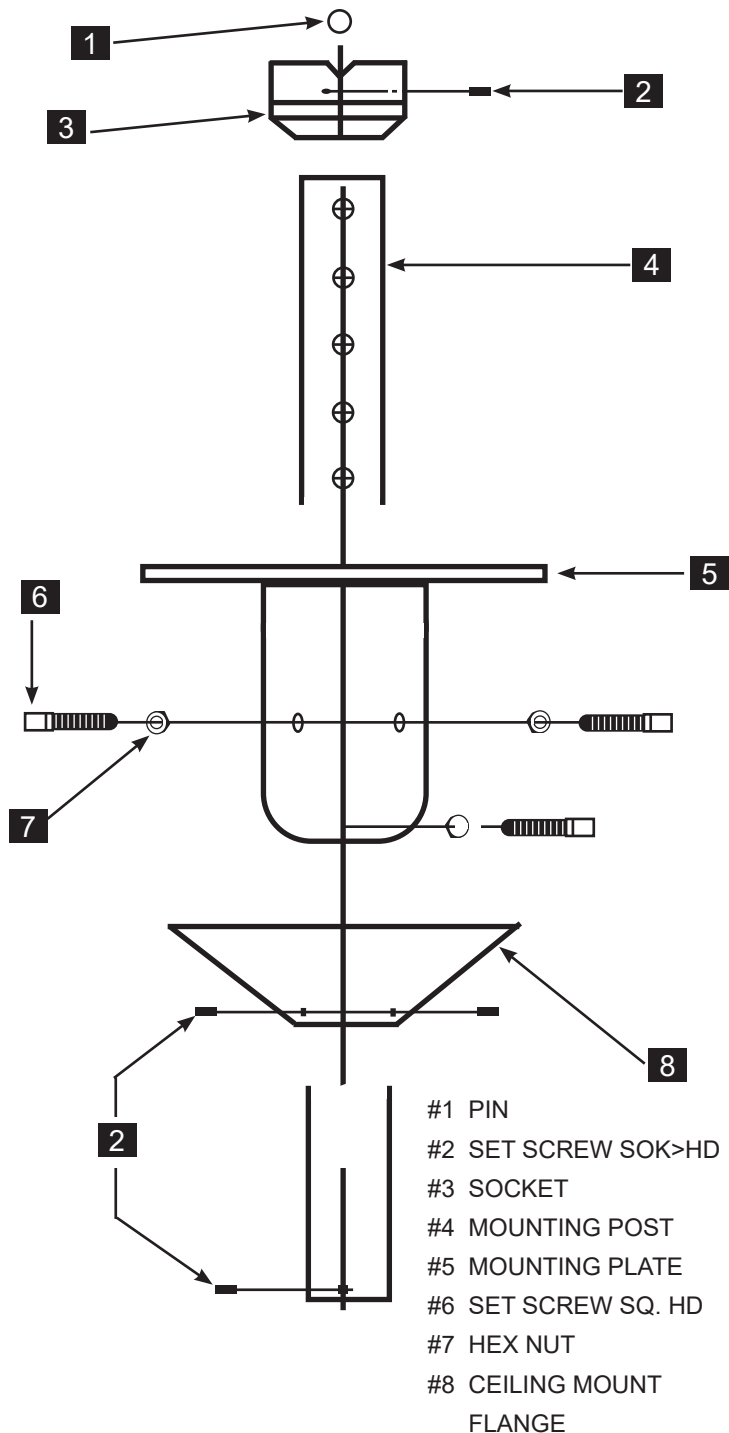 1
2
3
4
5
6
7
8
2
#1 PIN
#2 SET SCREW SOK>HD
#3 SOCKET
#4 MOUNTING POST
#5 MOUNTING PLATE
#6 SET SCREW SQ. HD
#7 HEX NUT
#8 CEILING MOUNT
FLANGE